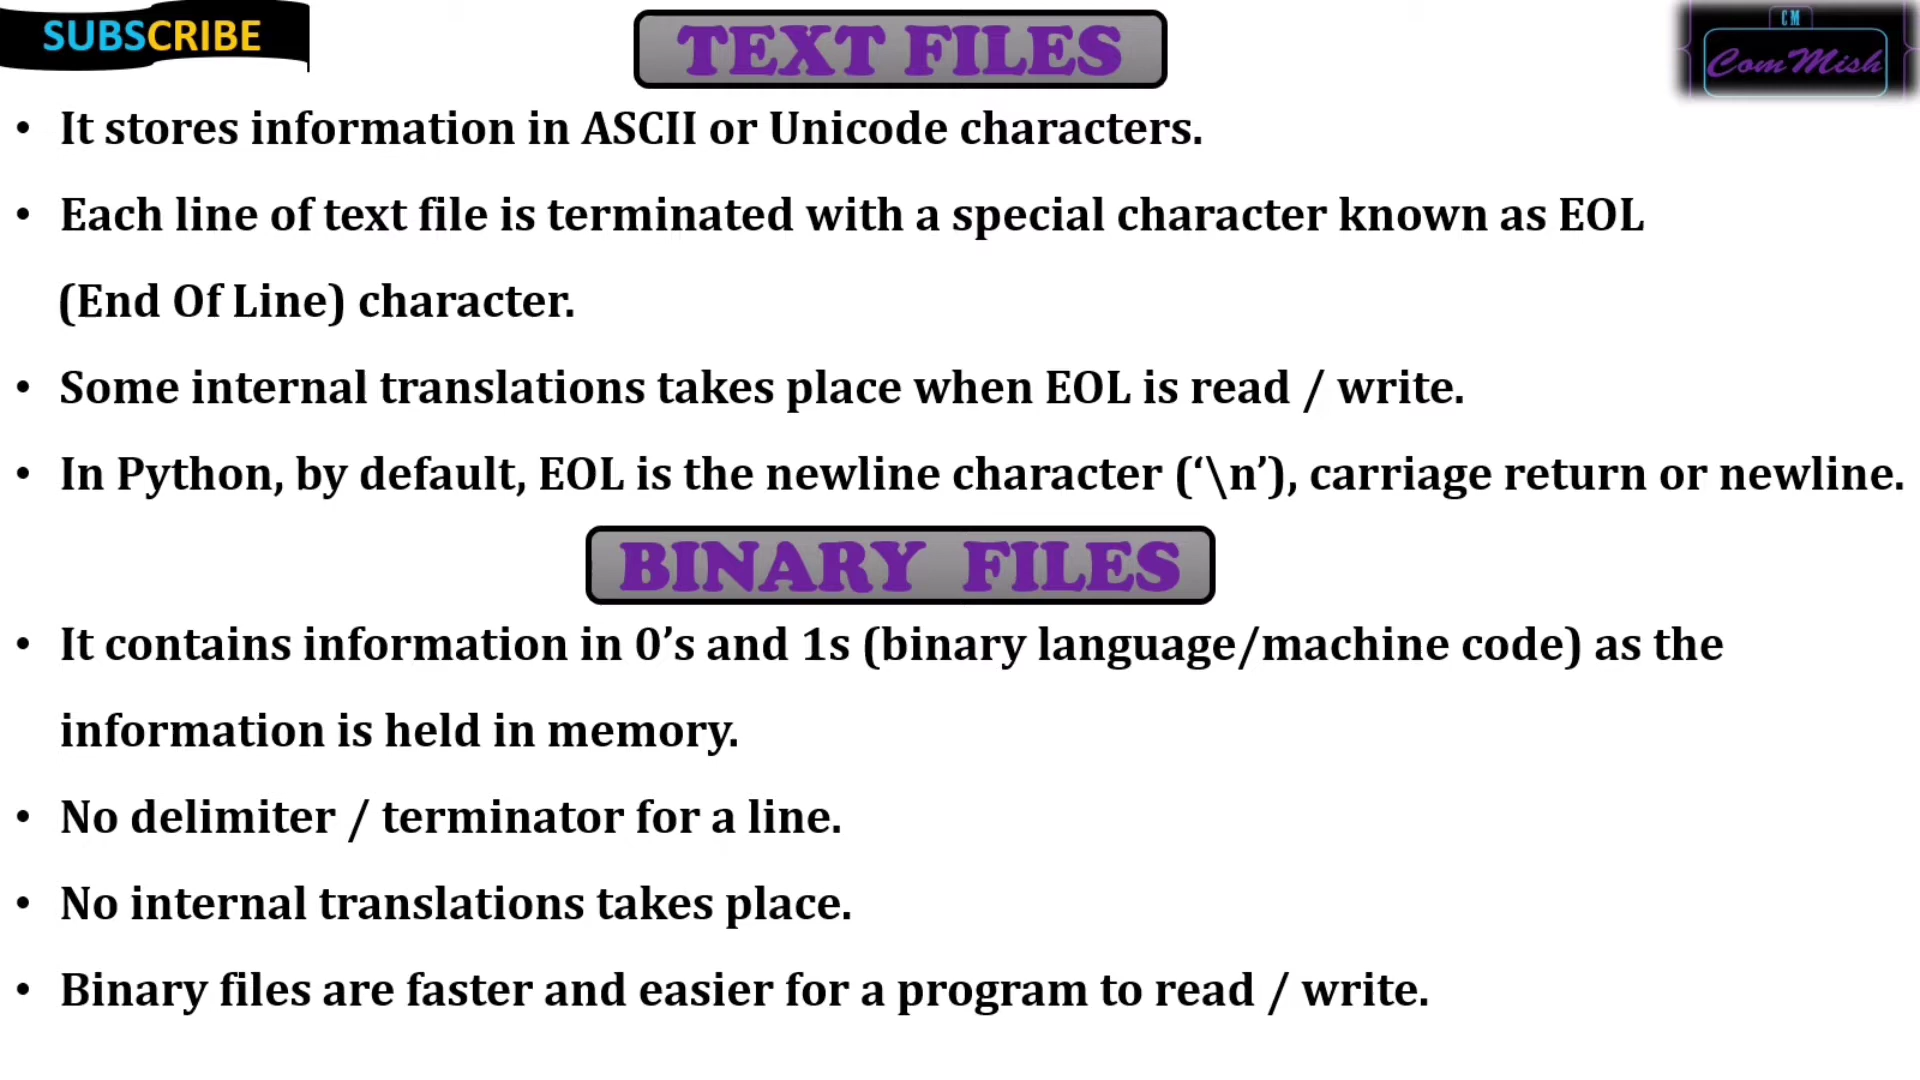 SUBSCRIBE
TEXT FILES
CM
ComMish
• It stores information in ASCII or Unicode characters.
• Each line of text file is terminated with a special character known as EOL
(End Of Line) character.
• Some internal translations takes place when EOL is read / write.
• In Python, by default, EOL is the newline character (‘\n’), carriage return or newline.
BINARY FILES
• It contains information in 0’s and 1s (binary language/machine code) as the
information is held in memory.
• No delimiter / terminator for a line.
• No internal translations takes place.
• Binary files are faster and easier for a program to read / write.